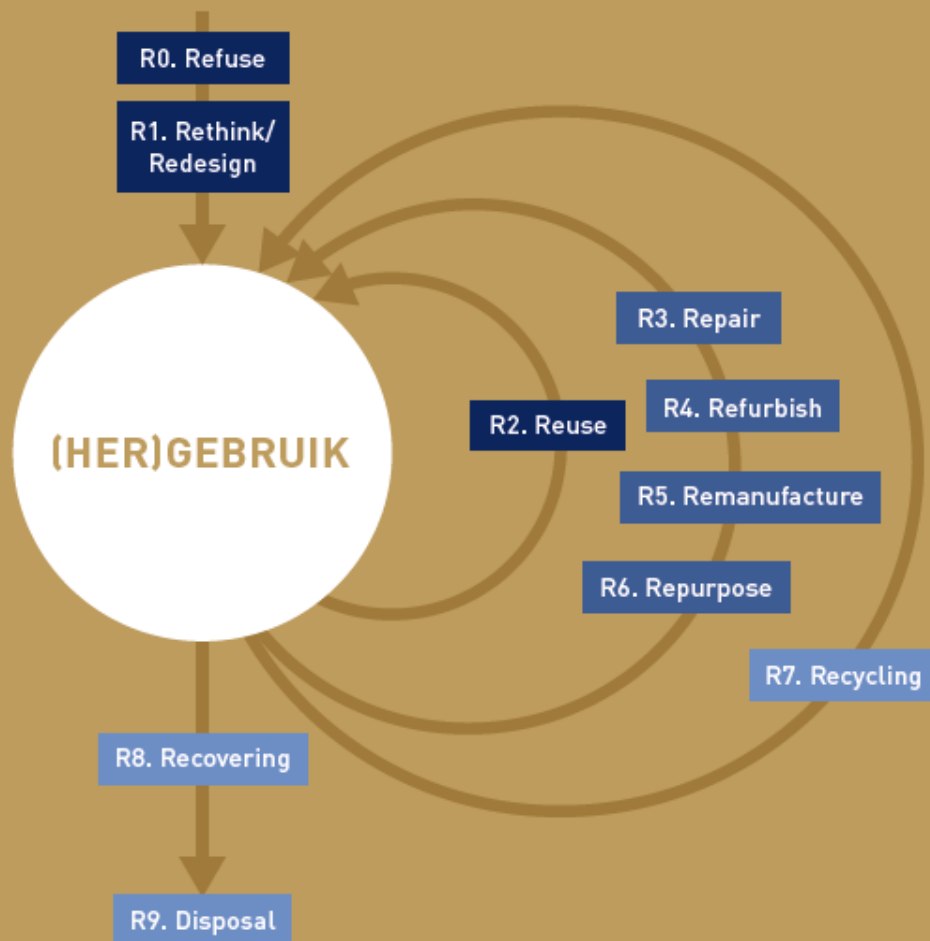 R0. Refuse
R1. Rethink/
Redesign
R3. Repair
R4. Refurbish
R2. Reuse
(HER)GEBRUIK
R5. Remanufacture
R6. Repurpose
R7. Recycling
R8. Recovering
R9. Disposal